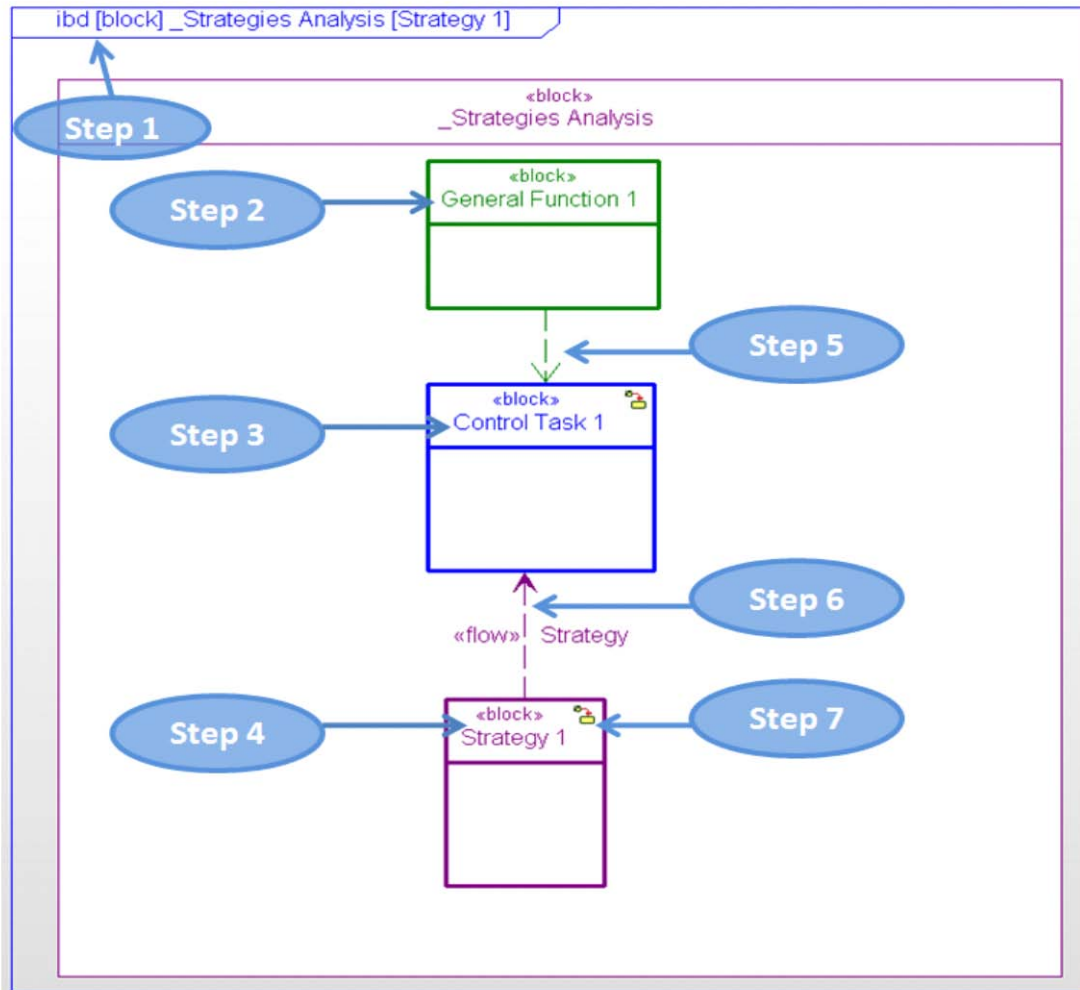 ibd [block] _Strategies Analysis [Strategy 1]
«block»
_Strategies Analysis
Step 1
«block»
General Function 1
Step 2
Step 5
«block»
Control Task 1
Step 3
Step 6
«flow» Strategy
«block»
Strategy 1
Step 4
Step 7